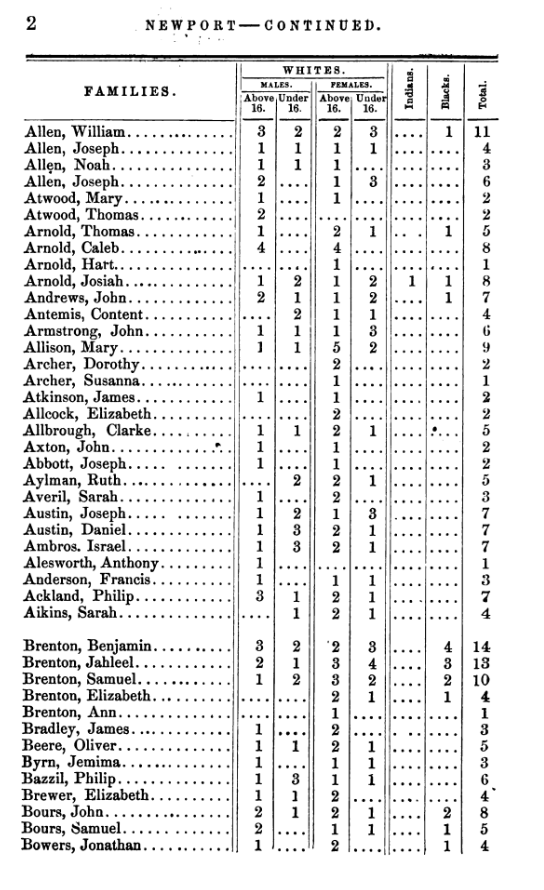 2 NEWPORT—CONTINUED.
FAMILIES. WHITES. Indians. Blacks. Total.
MALES. FEMALES.
Above 16. Under 16. Above 16. Under 16.
Allen, William............ 3 2 2 3 .... 1 11
Allen, Joseph............. 1 1 1 1 .... .... 4
Allen, Noah.............. 1 1 1 .... .... .... 3
Allen, Joseph............. 2 .... 1 3 .... .... 6
Atwood, Mary............. 1 .... 1 .... .... .... 2
Atwood, Thomas........... 2 .... .... .... .... .... 2
Arnold, Thomas........... 1 .... 2 1 .... 1 5
Arnold, Caleb............. 4 .... 4 .... .... .... 8
Arnold, Hart.............. .... .... 1 .... .... .... 1
Arnold, Josiah............. 1 2 1 2 1 1 8
Andrews, John............ 2 1 1 2 .... 1 7
Antemis, Content.......... .... 2 1 1 .... .... 4
Armstrong, John.......... 1 1 1 3 .... .... 6
Allison, Mary............. 1 1 5 2 .... .... 9
Archer, Dorothy........... .... .... 2 .... .... .... 2
Archer, Susanna........... .... .... 1 .... .... .... 1
Atkinson, James........... 1 .... 1 .... .... .... 2
Allcock, Elizabeth.......... .... .... 2 .... .... .... 2
Allbrough, Clarke.......... 1 1 2 1 .... .... 5
Axton, John.............. 1 .... 1 .... .... .... 2
Abbott, Joseph............ 1 .... 1 .... .... .... 2
Aylman, Ruth............. .... 2 2 1 .... .... 5
Averil, Sarah.............. 1 .... 2 .... .... .... 3
Austin, Joseph............ 1 2 1 3 .... .... 7
Austin, Daniel............. 1 3 2 1 .... .... 7
Ambros. Israel............. 1 3 2 1 .... .... 7
Alesworth, Anthony......... 1 .... .... .... .... .... 1
Anderson, Francis.......... 1 .... 1 1 .... .... 3
Ackland, Philip............ 3 1 2 1 .... .... 7
Aikins, Sarah.............. .... 1 2 1 .... .... 4
Brenton, Benjamin.......... 3 2 2 3 .... 4 14
Brenton, Jahleel............ 2 1 3 4 .... 3 13
Brenton, Samuel............ 1 2 3 2 .... 2 10
Brenton, Elizabeth.......... .... .... 2 1 .... 1 4
Brenton, Ann.............. .... .... 1 .... .... .... 1
Bradley, James............. 1 .... 2 .... .... .... 3
Beere, Oliver.............. 1 1 2 1 .... .... 5
Byrn, Jemima.............. 1 .... 1 1 .... .... 3
Bazzil, Philip.............. 1 3 1 1 .... .... 6
Brewer, Elizabeth.......... 1 1 2 .... .... .... 4
Bours, John................ 2 1 2 1 .... 2 8
Bours, Samuel............. 2 .... 1 1 .... 1 5
Bowers, Jonathan........... 1 .... 2 .... .... 1 4